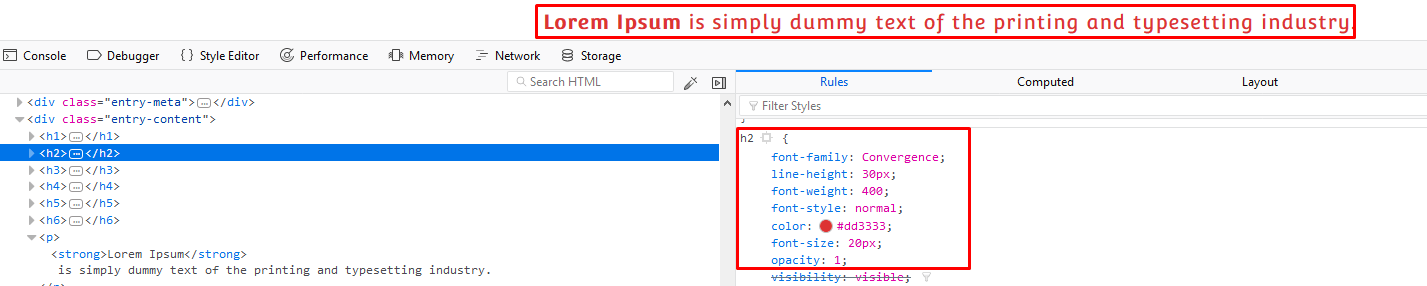 Lorem Ipsum is simply dummy text of the printing and typesetting industry.
Console Debugger { } Style Editor Performance Memory Network Storage
Search HTML
Rules Computed Layout
Filter Styles
<div class="entry-meta">…</div>
<div class="entry-content">
<h1>…</h1>
<h2>…</h2>
<h3>…</h3>
<h4>…</h4>
<h5>…</h5>
<h6>…</h6>
<p>
<strong>Lorem Ipsum</strong>
is simply dummy text of the printing and typesetting industry.
</p>
}
h2 {
font-family: Convergence;
line-height: 30px;
font-weight: 400;
font-style: normal;
color: #dd3333;
font-size: 20px;
opacity: 1;
visibility: visible;